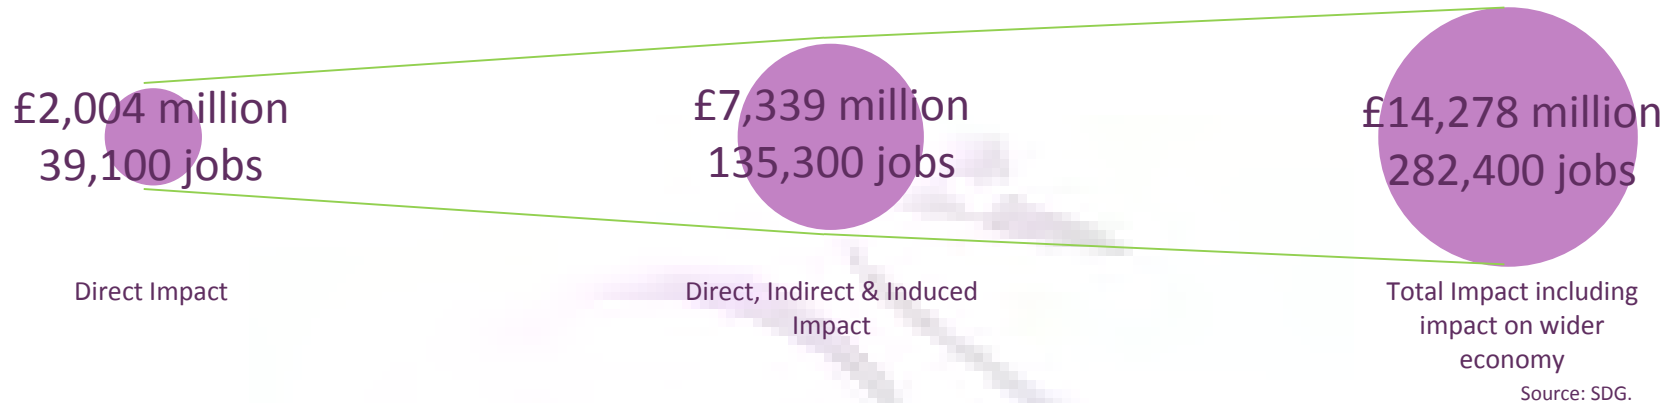 £2,004 million
39,100 jobs
Direct Impact
£7,339 million
135,300 jobs
Direct, Indirect & Induced
Impact
£14,278 million
282,400 jobs
Total Impact including
impact on wider
economy
Source: SDG.